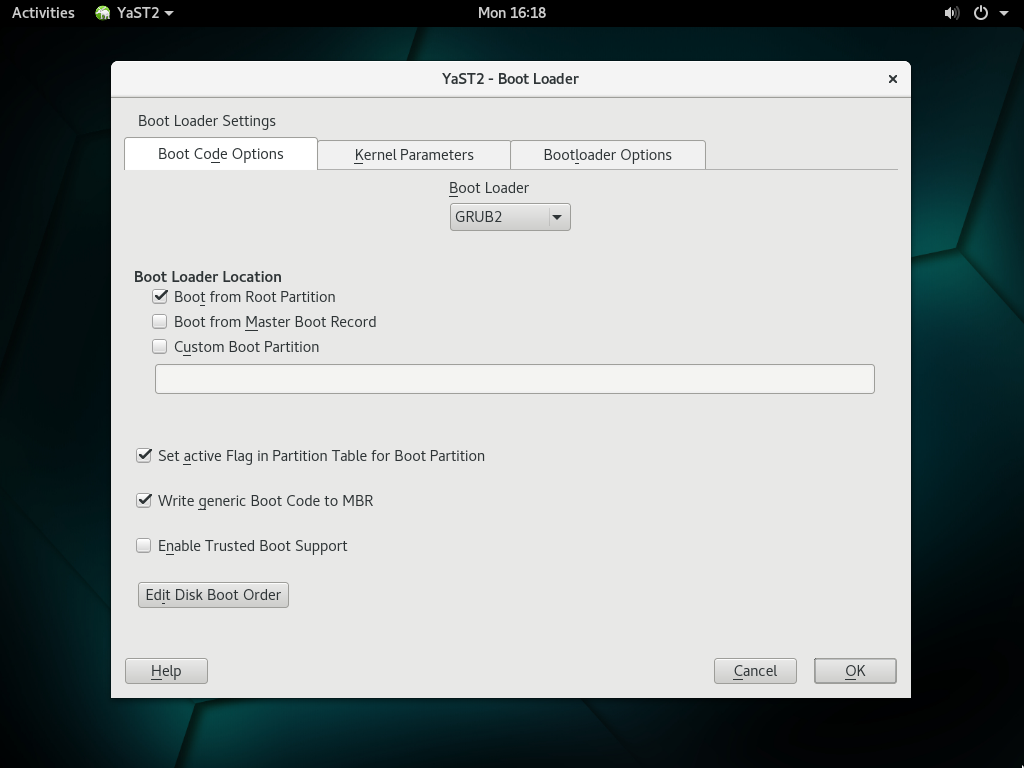 Activities YaST2 Mon 16:18
YaST2 - Boot Loader
Boot Loader Settings
Boot Code Options Kernel Parameters Bootloader Options
Boot Loader
GRUB2
Boot Loader Location
Boot from Root Partition
Boot from Master Boot Record
Custom Boot Partition
Set active Flag in Partition Table for Boot Partition
Write generic Boot Code to MBR
Enable Trusted Boot Support
Edit Disk Boot Order
Help Cancel OK